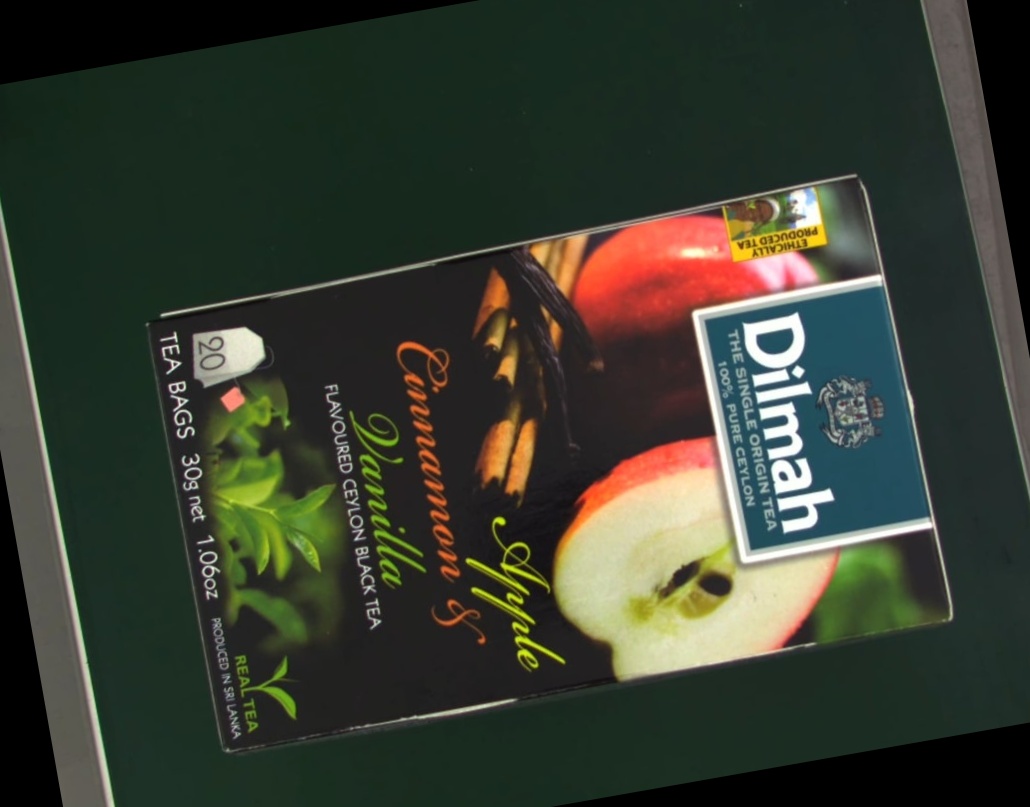 ETHICALLY
PRODUCED TEA
Dilmah
THE SINGLE ORIGIN TEA
100% PURE CEYLON
Apple
Cinnamon &
Vanilla
FLAVOURED CEYLON BLACK TEA
20
TEA BAGS 30g net 1.06oz
REAL TEA
PRODUCED IN SRI LANKA